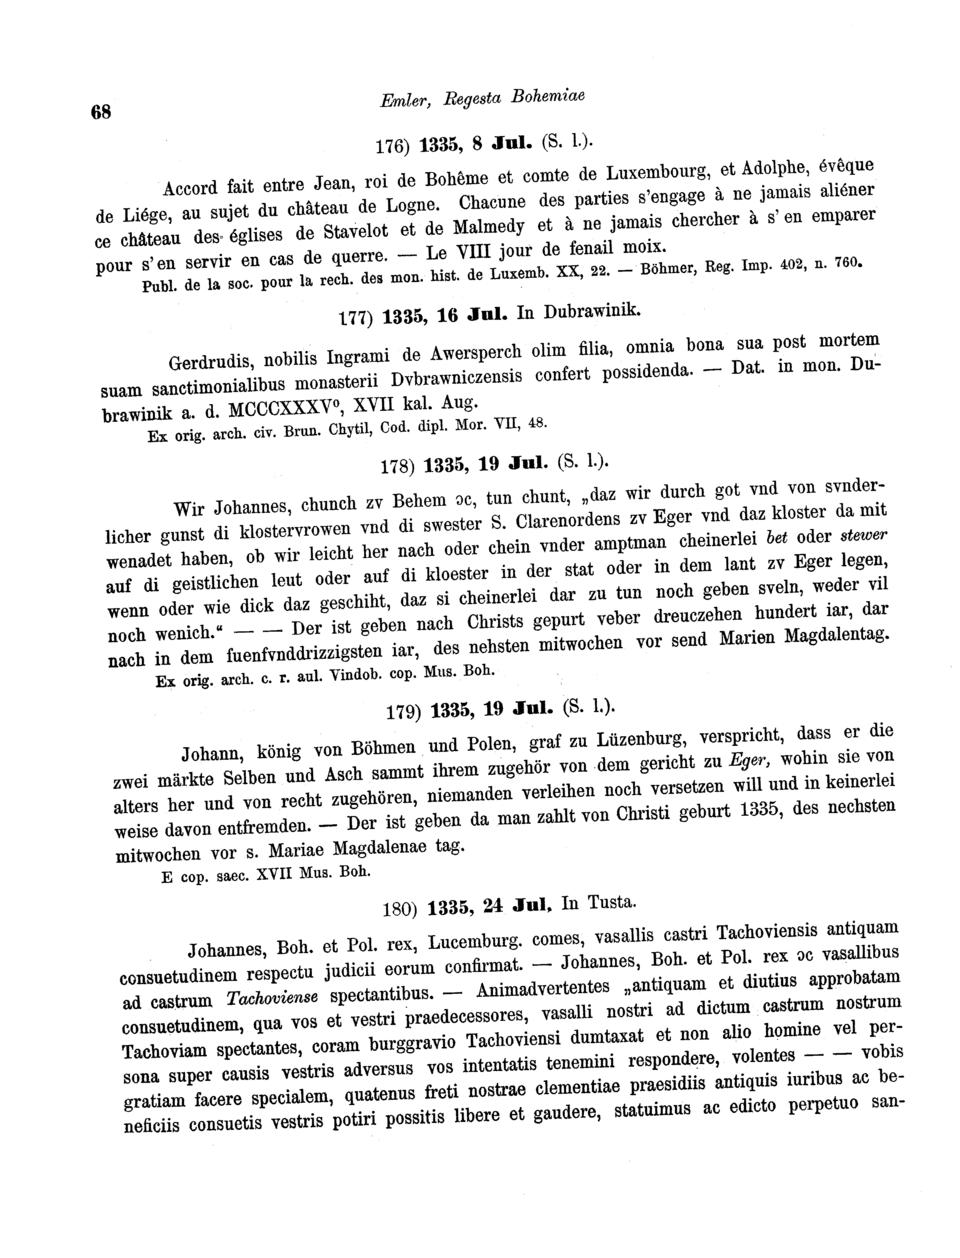 68
Emler, Regesta Bohemiae
176) 1335, 8 Jul. (S. l.).
Accord fait entre Jean, roi de Bohême et comte de Luxembourg, et Adolphe, évêque
de Liége, au sujet du château de Logne. Chacune des parties s'engage à ne jamais aliéner
ce château des églises de Stavelot et de Malmedy et à ne jamais chercher à s' en emparer
pour s' en servir en cas de querre. — Le VIII jour de fenail moix.
Publ. de la soc. pour la rech. des mon. hist. de Luxemb. XX, 22. — Böhmer, Reg. Imp. 402, n. 760.
177) 1335, 16 Jul. In Dubrawinik.
Gerdrudis, nobilis Ingrami de Awersperch olim filia, omnia bona sua post mortem
suam sanctimonialibus monasterii Dvbrawniczensis confert possidenda. — Dat. in mon. Du-
brawinik a. d. MCCCXXXV⁰, XVII kal. Aug.
Ex orig. arch. civ. Brun. Chytil, Cod. dipl. Mor. VII, 48.
178) 1335, 19 Jul. (S. l.).
Wir Johannes, chunch zv Behem ɔc, tun chunt, „daz wir durch got vnd von svnder-
licher gunst di klostervrowen vnd di swester S. Clarenordens zv Eger vnd daz kloster da mit
wenadet haben, ob wir leicht her nach oder chein vnder amptman cheinerlei bet oder stewer
auf di geistlichen leut oder auf di kloester in der stat oder in dem lant zv Eger legen,
wenn oder wie dick daz geschiht, daz si cheinerlei dar zu tun noch geben sveln, weder vil
noch wenich.“ — — Der ist geben nach Christs gepurt veber dreuczehen hundert iar, dar
nach in dem fuenfvnddrizzigsten iar, des nehsten mitwochen vor send Marien Magdalentag.
Ex orig. arch. c. r. aul. Vindob. cop. Mus. Boh.
179) 1335, 19 Jul. (S. l.).
Johann, könig von Böhmen und Polen, graf zu Lüzenburg, verspricht, dass er die
zwei märkte Selben und Asch sammt ihrem zugehör von dem gericht zu Eger, wohin sie von
alters her und von recht zugehören, niemanden verleihen noch versetzen will und in keinerlei
weise davon entfremden. — Der ist geben da man zahlt von Christi geburt 1335, des nechsten
mitwochen vor s. Mariae Magdalenae tag.
E cop. saec. XVII Mus. Boh.
180) 1335, 24 Jul. In Tusta.
Johannes, Boh. et Pol. rex, Lucemburg. comes, vasallis castri Tachoviensis antiquam
consuetudinem respectu judicii eorum confirmat. — Johannes, Boh. et Pol. rex ɔc vasallibus
ad castrum Tachoviense spectantibus. — Animadvertentes „antiquam et diutius approbatam
consuetudinem, qua vos et vestri praedecessores, vasalli nostri ad dictum castrum nostrum
Tachoviam spectantes, coram burggravio Tachoviensi dumtaxat et non alio homine vel per-
sona super causis vestris adversus vos intentatis tenemini respondere, volentes — — vobis
gratiam facere specialem, quatenus freti nostrae clementiae praesidiis antiquis iuribus ac be-
neficiis consuetis vestris potiri possitis libere et gaudere, statuimus ac edicto perpetuo san-